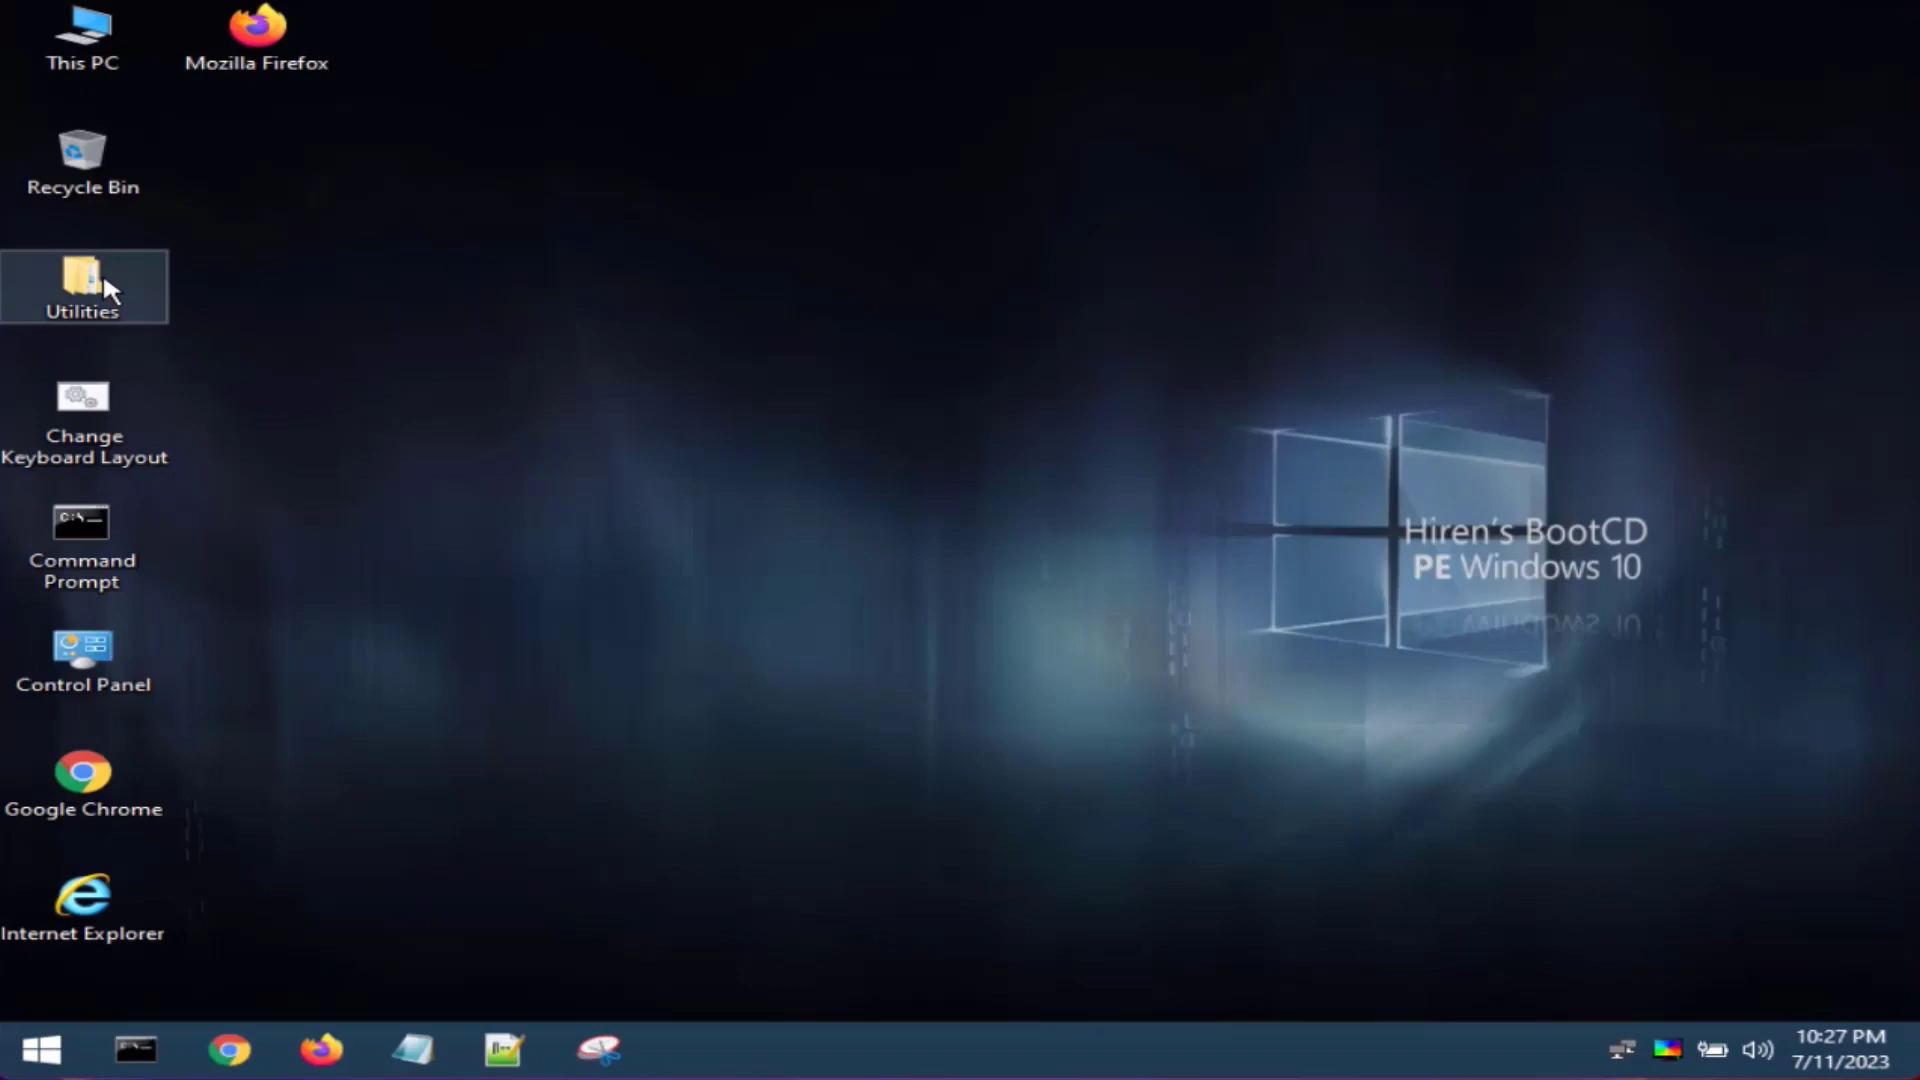 This PC
Mozilla Firefox
Recycle Bin
Utilities
Change
Keyboard Layout
Command
Prompt
Control Panel
Google Chrome
Internet Explorer
Hiren's BootCD
PE Windows 10
10:27 PM
7/11/2023